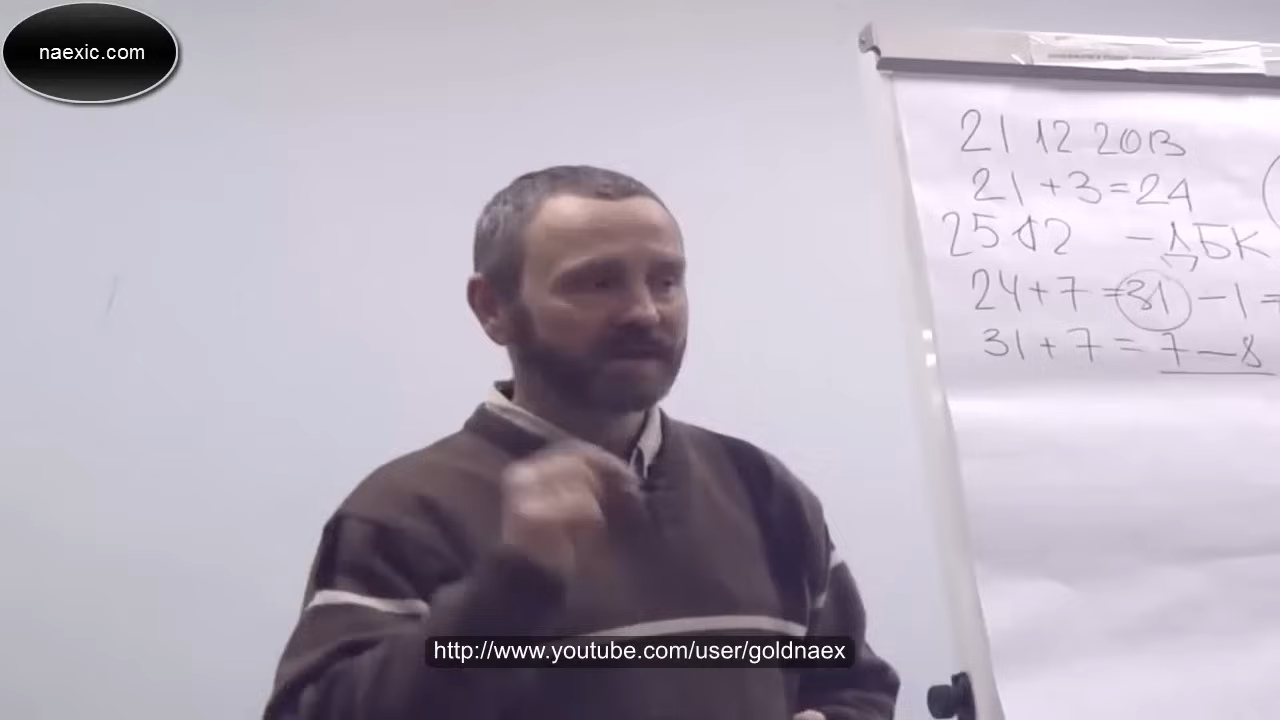 naexic.com
21 12 2013
21 + 3 = 24
25 12 - ДБК
24 + 7 = 31 - 1 =
31 + 7 = 7 - 8
http://www.youtube.com/user/goldnaex